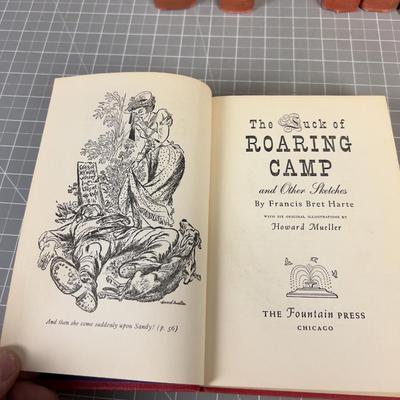 And then she come suddenly upon Sandy! (p. 56)
The Luck of
ROARING
CAMP
and Other Sketches
By Francis Bret Harte
WITH SIX ORIGINAL ILLUSTRATIONS BY
Howard Mueller
THE Fountain PRESS
CHICAGO